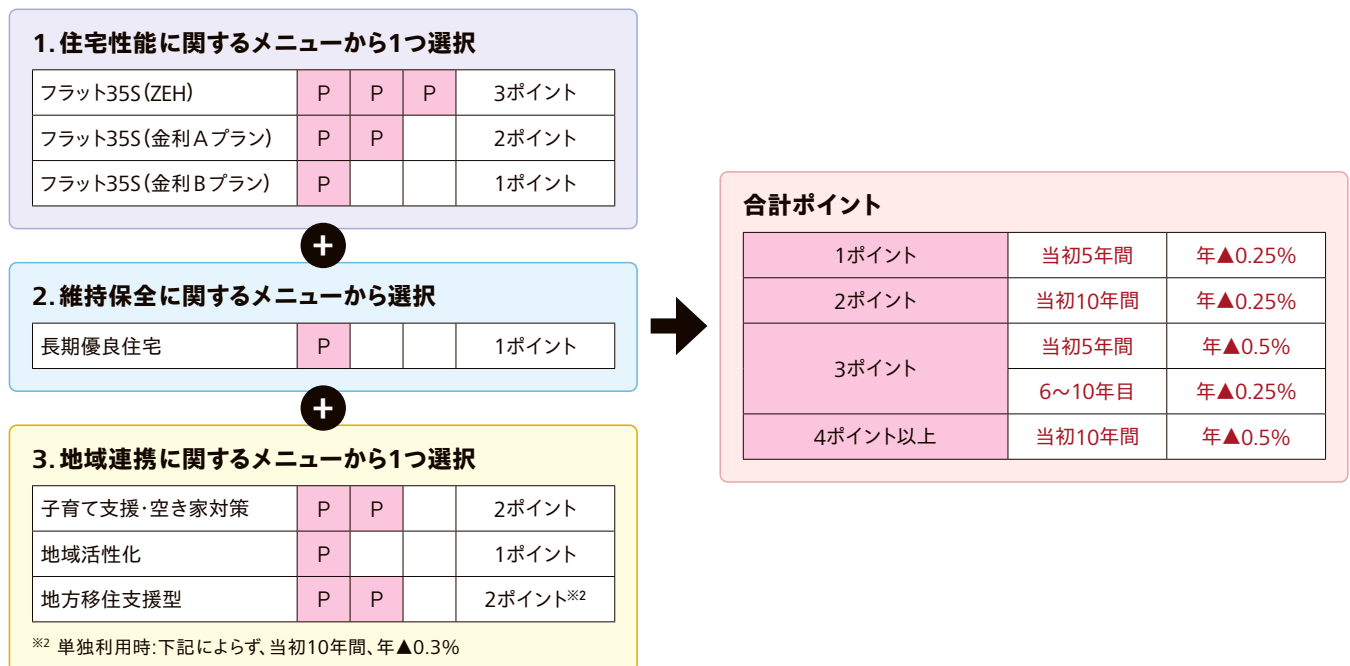 1.住宅性能に関するメニューから1つ選択
フラット35S(ZEH) P P P 3ポイント
フラット35S(金利Aプラン) P P 2ポイント
フラット35S(金利Bプラン) P 1ポイント
+
2.維持保全に関するメニューから選択
長期優良住宅 P 1ポイント
+
3.地域連携に関するメニューから1つ選択
子育て支援・空き家対策 P P 2ポイント
地域活性化 P 1ポイント
地方移住支援型 P P 2ポイント※2
※2 単独利用時:下記によらず、当初10年間、年▲0.3%
合計ポイント
1ポイント 当初5年間 年▲0.25%
2ポイント 当初10年間 年▲0.25%
3ポイント 当初5年間 年▲0.5%
6〜10年目 年▲0.25%
4ポイント以上 当初10年間 年▲0.5%